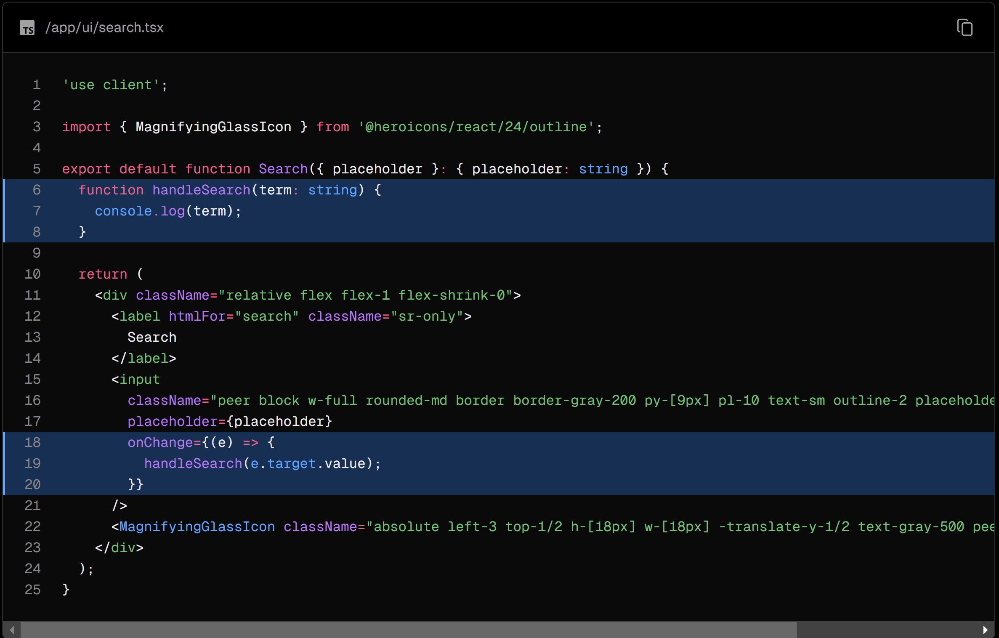 TS /app/ui/search.tsx
1 'use client';
2
3 import { MagnifyingGlassIcon } from '@heroicons/react/24/outline';
4
5 export default function Search({ placeholder }: { placeholder: string }) {
6   function handleSearch(term: string) {
7     console.log(term);
8   }
9
10   return (
11     <div className="relative flex flex-1 flex-shrink-0">
12       <label htmlFor="search" className="sr-only">
13         Search
14       </label>
15       <input
16         className="peer block w-full rounded-md border border-gray-200 py-[9px] pl-10 text-sm outline-2 placeholde
17         placeholder={placeholder}
18         onChange={(e) => {
19           handleSearch(e.target.value);
20         }}
21       />
22       <MagnifyingGlassIcon className="absolute left-3 top-1/2 h-[18px] w-[18px] -translate-y-1/2 text-gray-500 pee
23     </div>
24   );
25 }